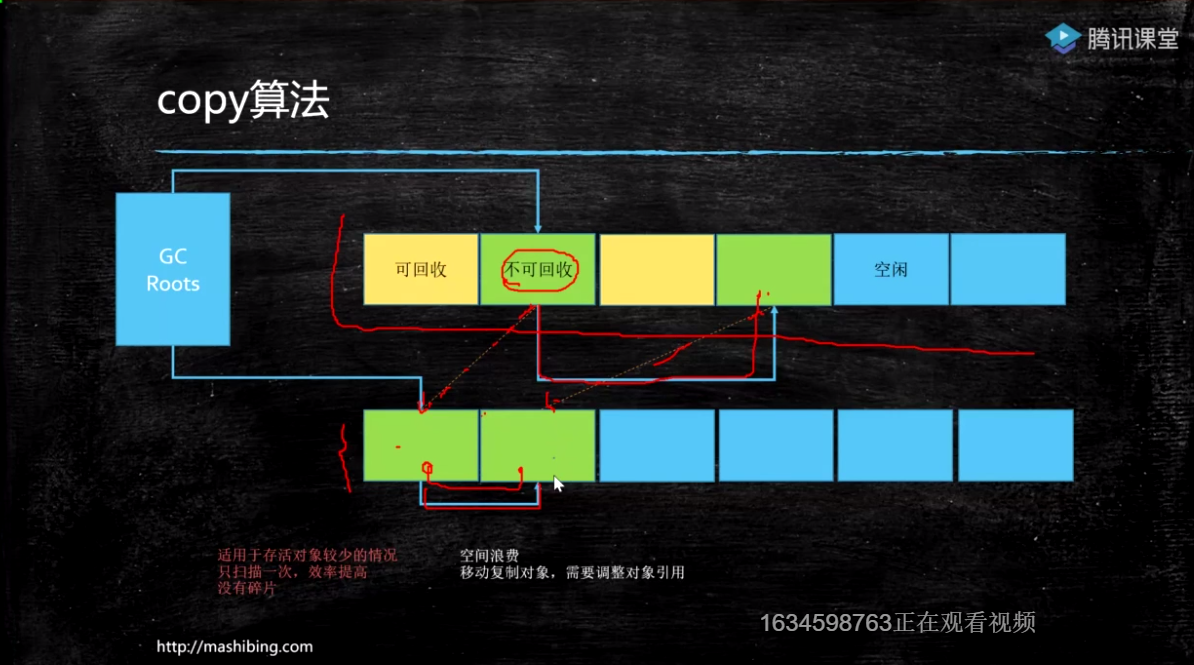 腾讯课堂
copy算法
GC
Roots
可回收
不可回收
空闲
适用于存活对象较少的情况
只扫描一次，效率提高
没有碎片
空间浪费
移动复制对象，需要调整对象引用
1634598763正在观看视频
http://mashibing.com